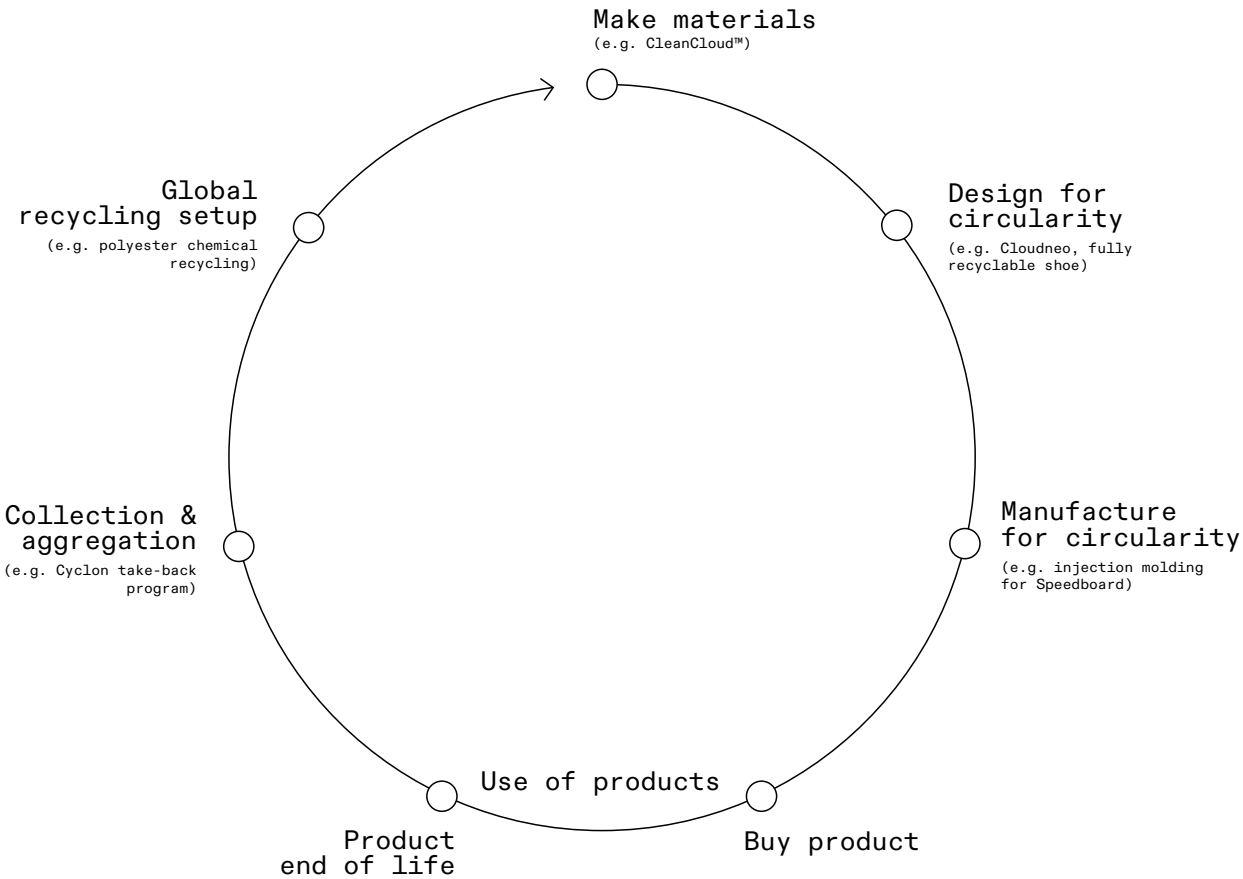 Make materials
(e.g. CleanCloud™)
Design for
circularity
(e.g. Cloudneo, fully
recyclable shoe)
Manufacture
for circularity
(e.g. injection molding
for Speedboard)
Buy product
Use of products
Product
end of life
Collection &
aggregation
(e.g. Cyclon take-back
program)
Global
recycling setup
(e.g. polyester chemical
recycling)